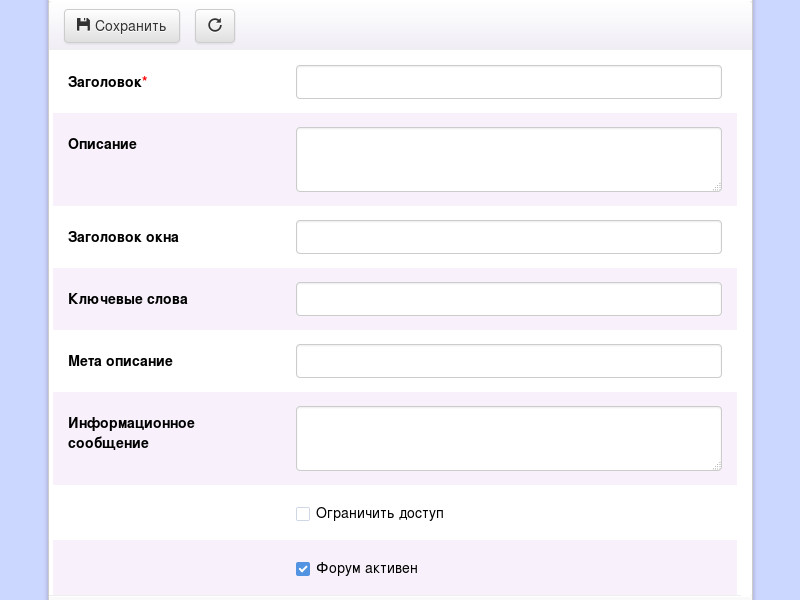 Сохранить
Заголовок*
Описание
Заголовок окна
Ключевые слова
Мета описание
Информационное
сообщение
Ограничить доступ
Форум активен